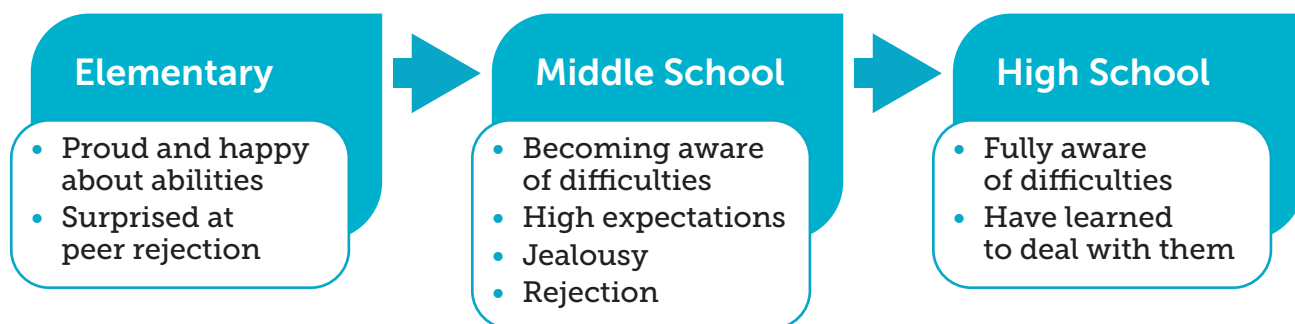 Elementary
• Proud and happy
about abilities
• Surprised at
peer rejection
Middle School
• Becoming aware
of difficulties
• High expectations
• Jealousy
• Rejection
High School
• Fully aware
of difficulties
• Have learned
to deal with them